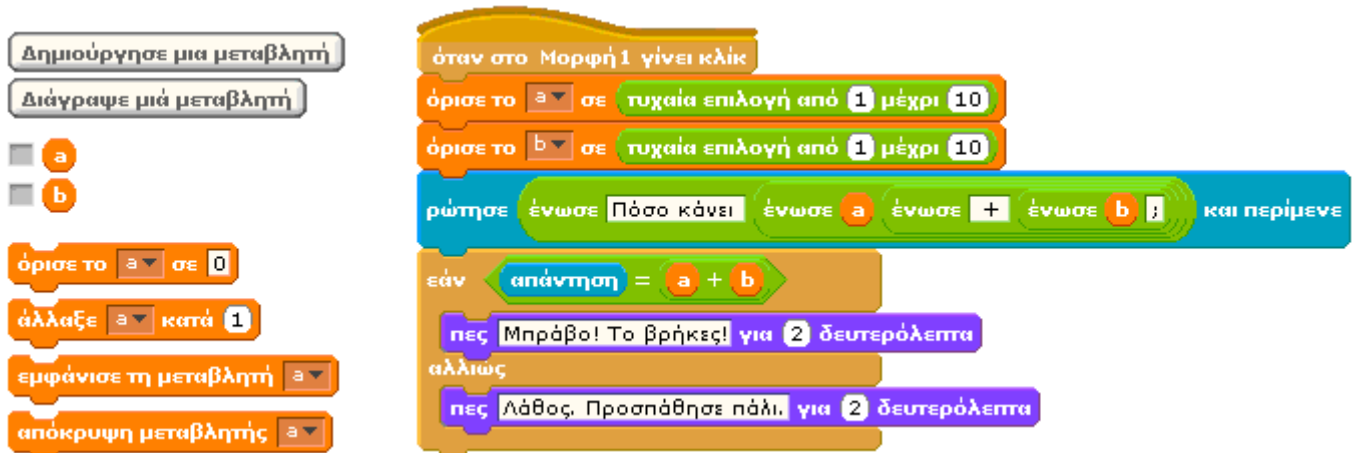 Δημιούργησε μια μεταβλητή
Διάγραψε μιά μεταβλητή
a
b
όρισε το a σε 0
άλλαξε a κατά 1
εμφάνισε τη μεταβλητή a
απόκρυψη μεταβλητής a
όταν στο Μορφή1 γίνει κλίκ
όρισε το a σε τυχαία επιλογή από 1 μέχρι 10
όρισε το b σε τυχαία επιλογή από 1 μέχρι 10
ρώτησε ένωσε Πόσο κάνει ένωσε a ένωσε + ένωσε b ; και περίμενε
εάν απάντηση = a + b
πες Μπράβο! Το βρήκες! για 2 δευτερόλεπτα
αλλιώς
πες Λάθος. Προσπάθησε πάλι. για 2 δευτερόλεπτα